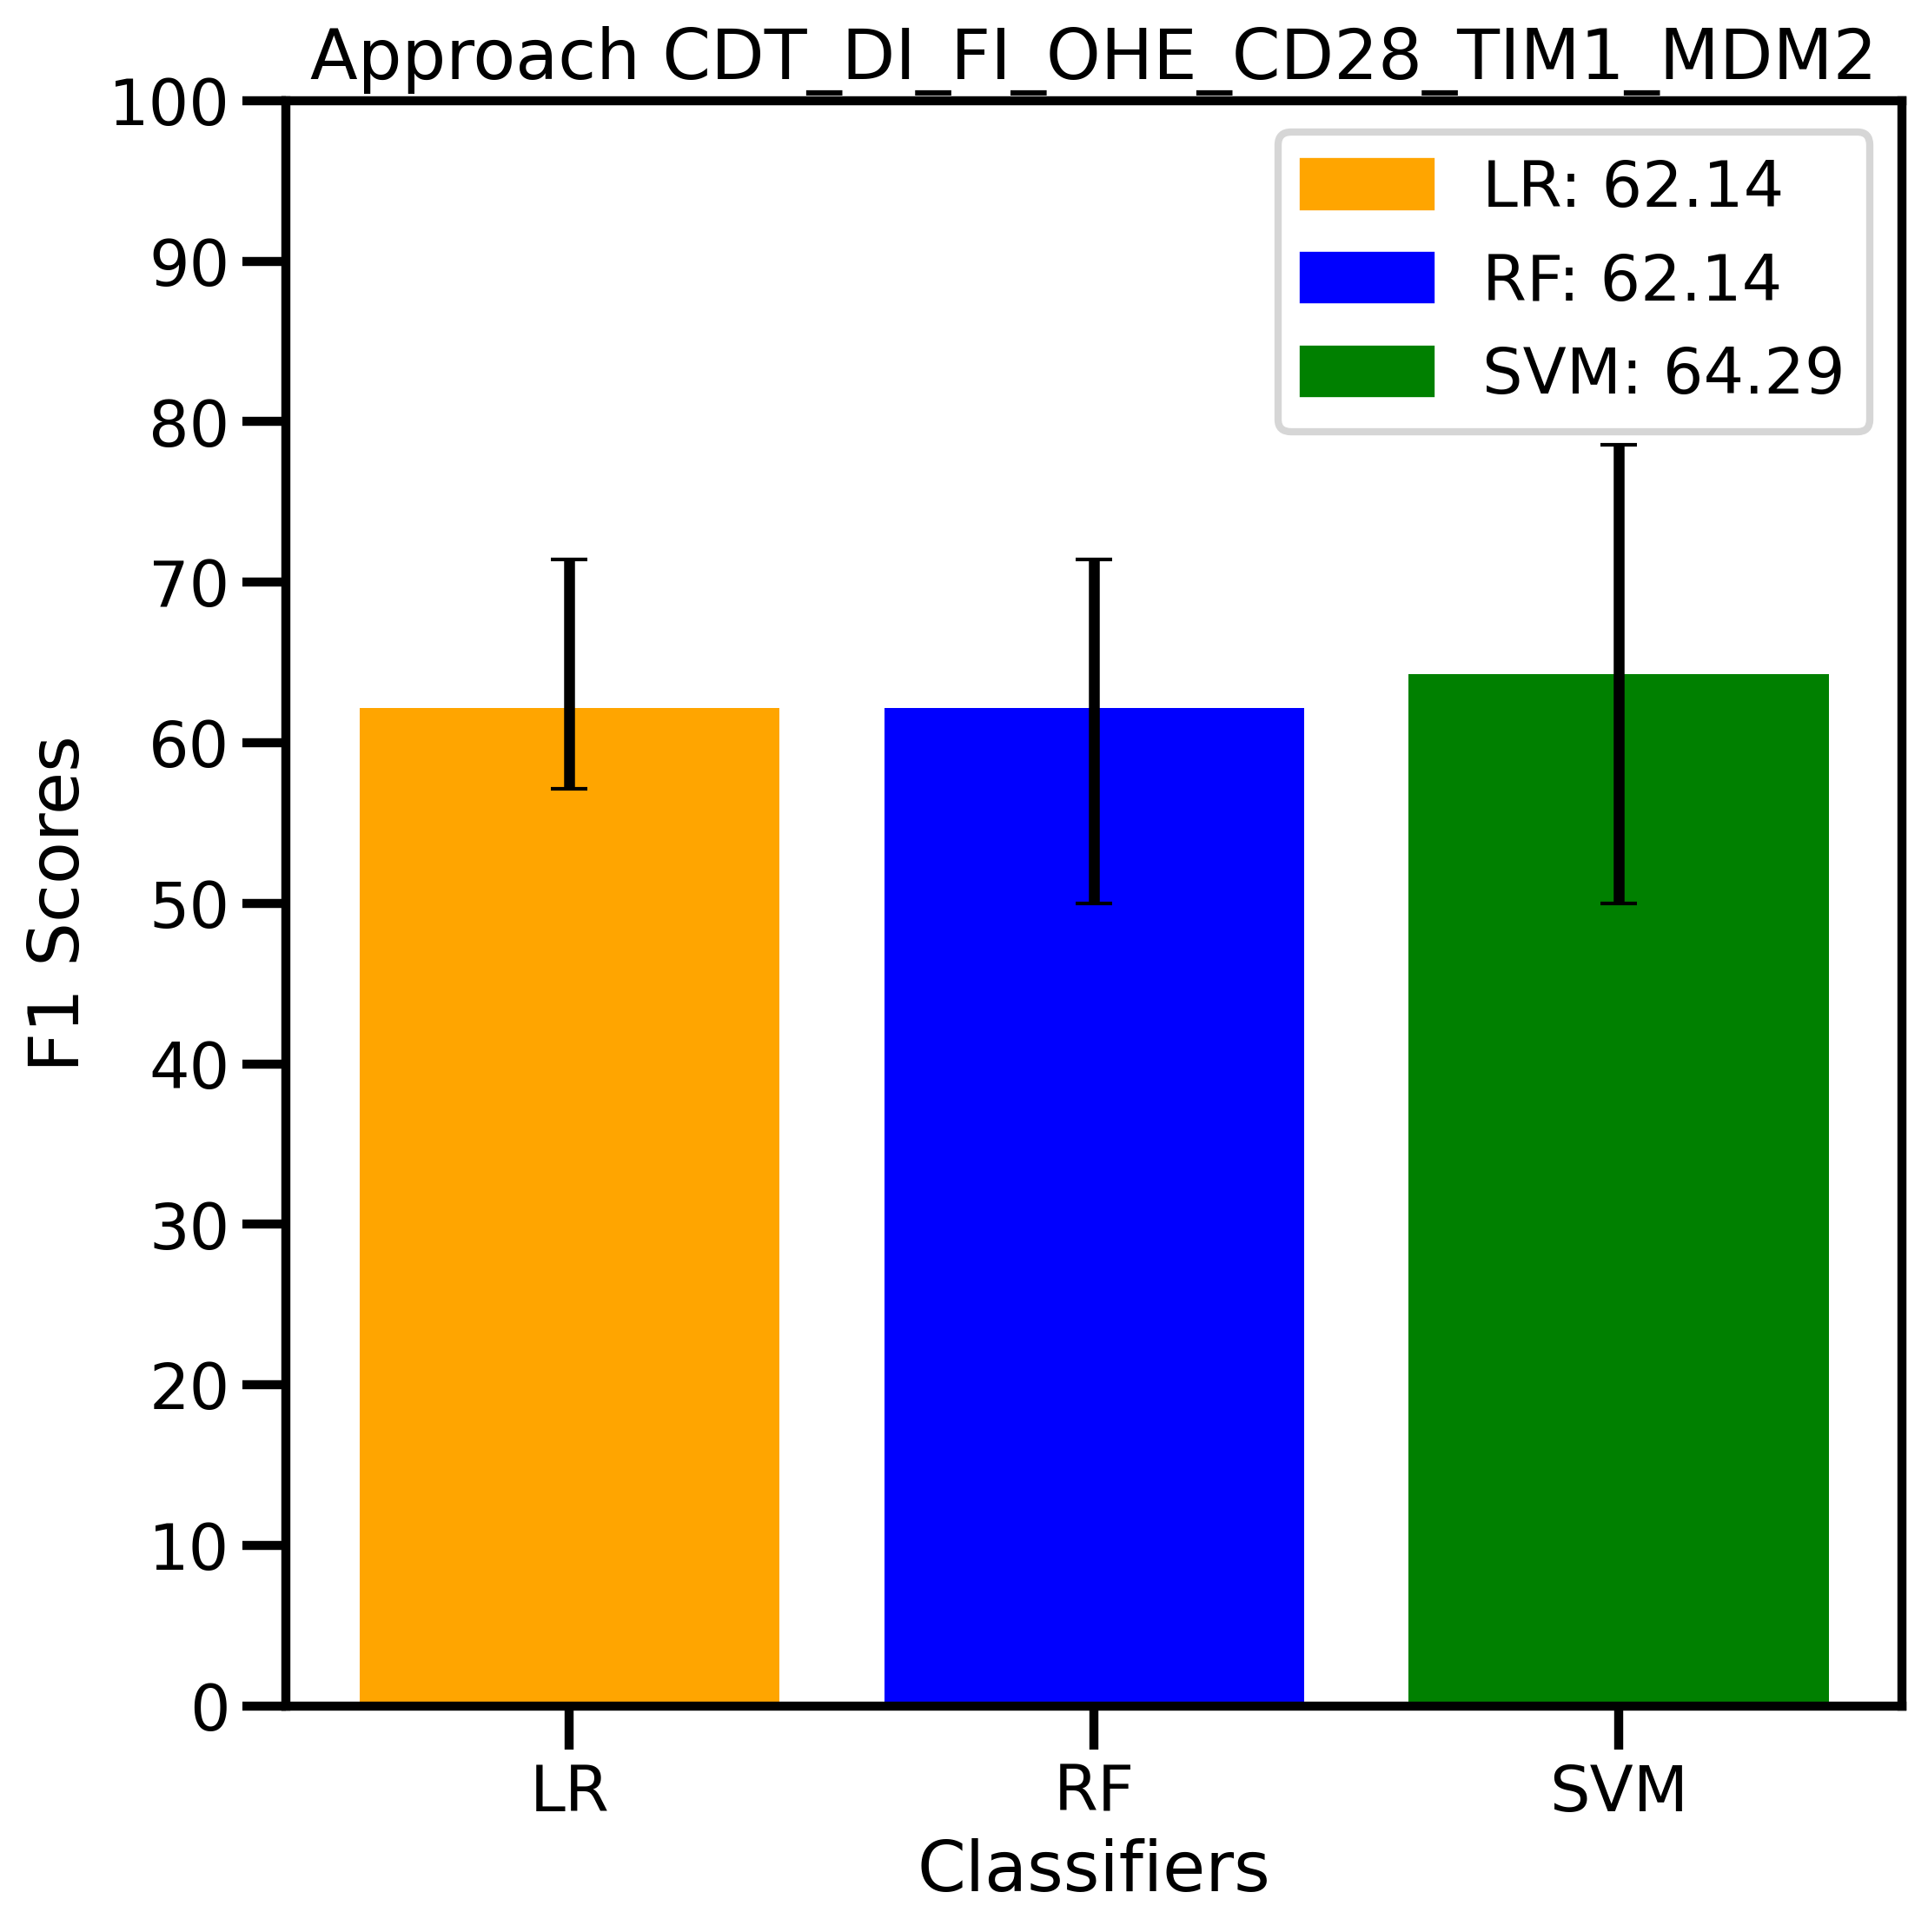 Approach CDT_DI_FI_OHE_CD28_TIM1_MDM2
100
90
80
70
60
50
40
30
20
10
0
F1 Scores
LR: 62.14
RF: 62.14
SVM: 64.29
LR
RF
SVM
Classifiers